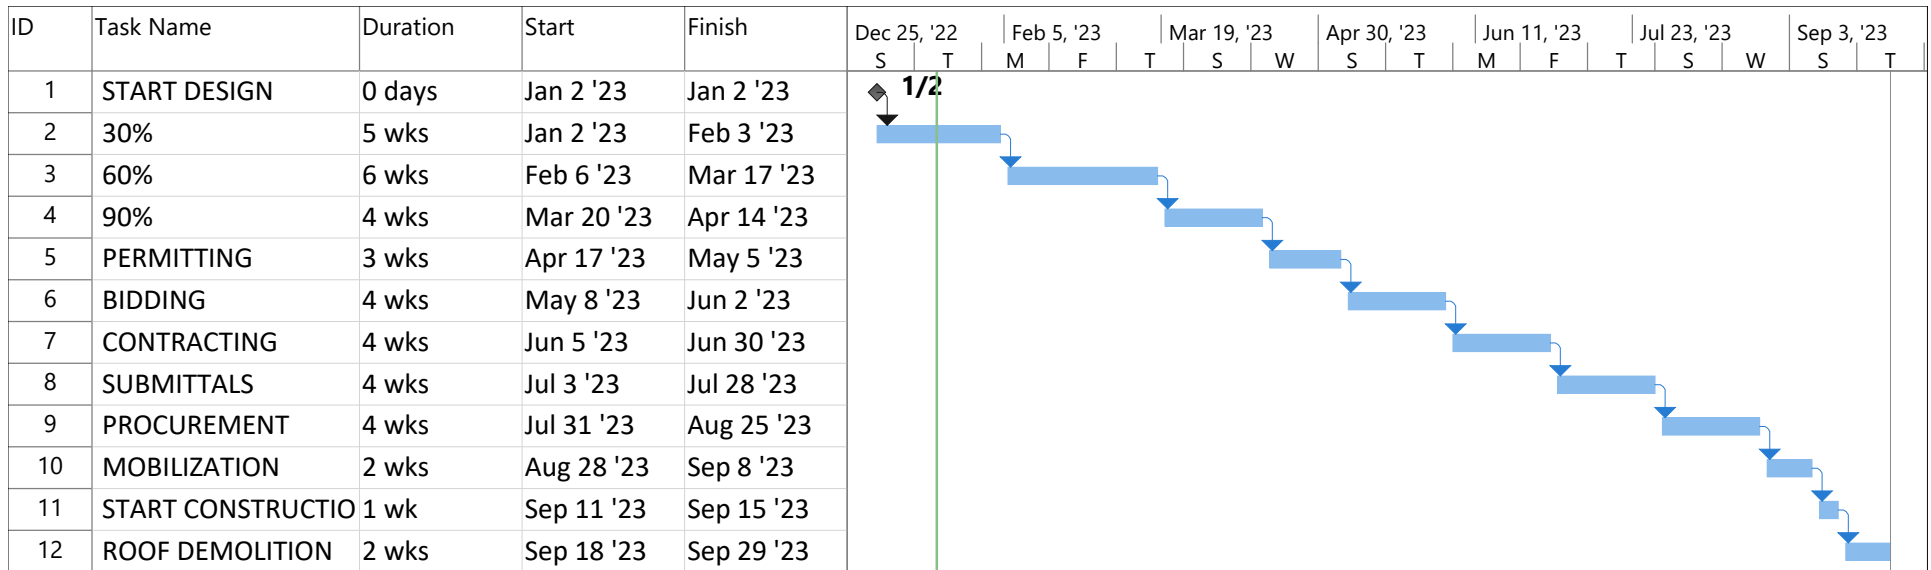 ID Task Name Duration Start Finish Dec 25, '22 Feb 5, '23 Mar 19, '23 Apr 30, '23 Jun 11, '23 Jul 23, '23 Sep 3, '23
S T M F T S W S T M F T S W S T
1 START DESIGN 0 days Jan 2 '23 Jan 2 '23 1/2
2 30% 5 wks Jan 2 '23 Feb 3 '23
3 60% 6 wks Feb 6 '23 Mar 17 '23
4 90% 4 wks Mar 20 '23 Apr 14 '23
5 PERMITTING 3 wks Apr 17 '23 May 5 '23
6 BIDDING 4 wks May 8 '23 Jun 2 '23
7 CONTRACTING 4 wks Jun 5 '23 Jun 30 '23
8 SUBMITTALS 4 wks Jul 3 '23 Jul 28 '23
9 PROCUREMENT 4 wks Jul 31 '23 Aug 25 '23
10 MOBILIZATION 2 wks Aug 28 '23 Sep 8 '23
11 START CONSTRUCTIO 1 wk Sep 11 '23 Sep 15 '23
12 ROOF DEMOLITION 2 wks Sep 18 '23 Sep 29 '23